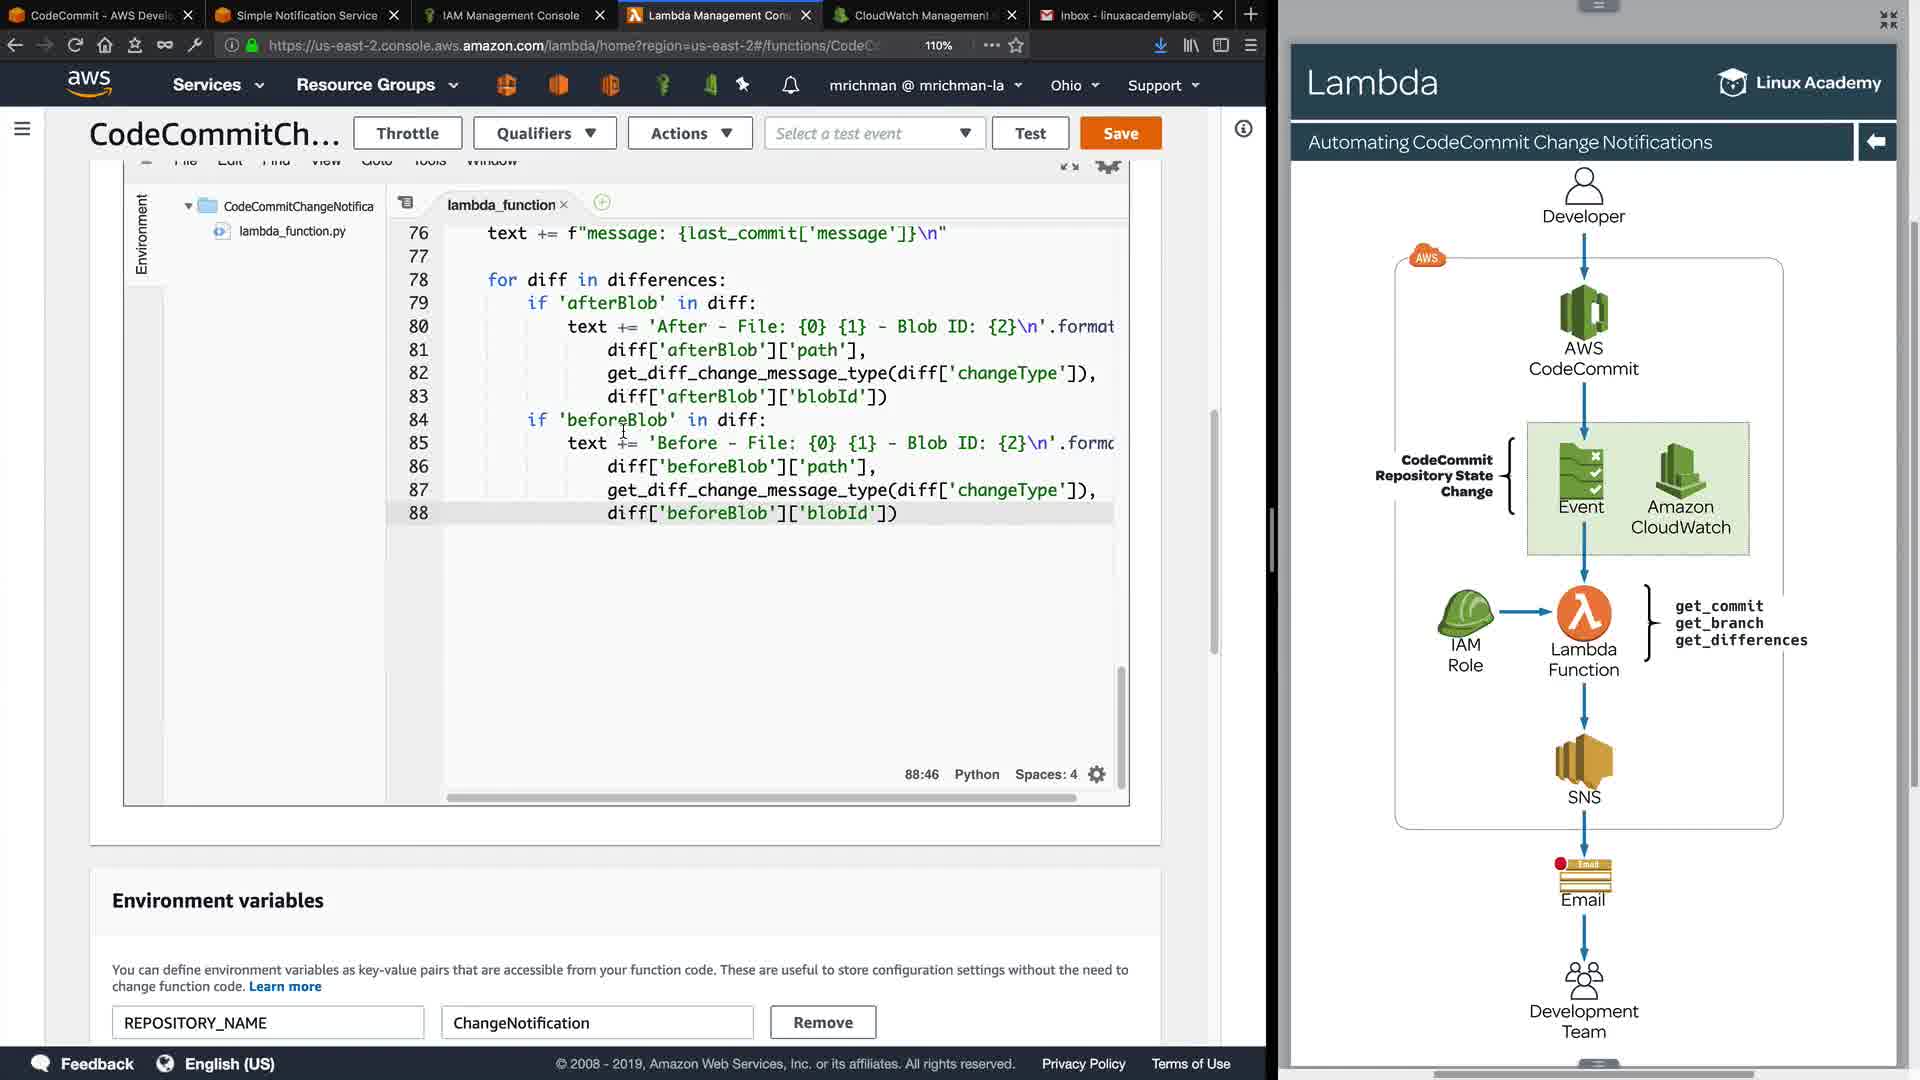 CodeCommit - AWS Devel
Simple Notification Service
IAM Management Console
Lambda Management Con
CloudWatch Management
Inbox - linuxacademylab@
https://us-east-2.console.aws.amazon.com/lambda/home?region=us-east-2#/functions/CodeC
110%
aws
Services
Resource Groups
mrichman @ mrichman-la
Ohio
Support
CodeCommitCh...
Throttle
Qualifiers
Actions
Select a test event
Test
Save
File Edit Find View Goto Tools Window
Environment
CodeCommitChangeNotifica
lambda_function.py
lambda_function
76 text += f"message: {last_commit['message']}\n"
77
78 for diff in differences:
79 if 'afterBlob' in diff:
80 text += 'After - File: {0} {1} - Blob ID: {2}\n'.format
81 diff['afterBlob']['path'],
82 get_diff_change_message_type(diff['changeType']),
83 diff['afterBlob']['blobId'])
84 if 'beforeBlob' in diff:
85 text += 'Before - File: {0} {1} - Blob ID: {2}\n'.forma
86 diff['beforeBlob']['path'],
87 get_diff_change_message_type(diff['changeType']),
88 diff['beforeBlob']['blobId'])
88:46 Python Spaces: 4
Environment variables
You can define environment variables as key-value pairs that are accessible from your function code. These are useful to store configuration settings without the need to
change function code. Learn more
REPOSITORY_NAME
ChangeNotification
Remove
Feedback
English (US)
© 2008 - 2019, Amazon Web Services, Inc. or its affiliates. All rights reserved.
Privacy Policy
Terms of Use
Lambda
Linux Academy
Automating CodeCommit Change Notifications
Developer
AWS
AWS
CodeCommit
CodeCommit
Repository State
Change
Event
Amazon
CloudWatch
IAM
Role
Lambda
Function
get_commit
get_branch
get_differences
SNS
Email
Email
Development
Team